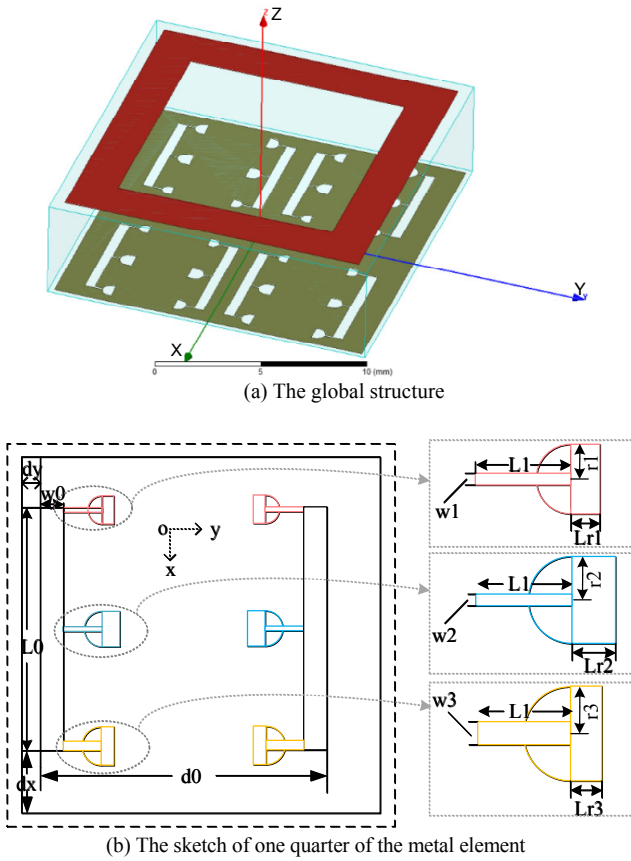 z Z
Y Y
X
0 5 10 (mm)
(a) The global structure
dy
w0
o y
x
L0
dx
d0
L1 r1
w1
Lr1
L1 r2
w2
Lr2
w3
L1 r3
Lr3
(b) The sketch of one quarter of the metal element